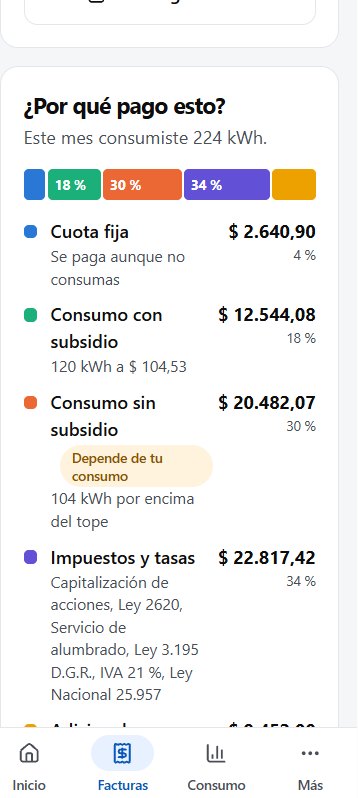 ¿Por qué pago esto?
Este mes consumiste 224 kWh.
18 % 30 % 34 %
Cuota fija $ 2.640,90
Se paga aunque no 4 %
consumas
Consumo con $ 12.544,08
subsidio 18 %
120 kWh a $ 104,53
Consumo sin $ 20.482,07
subsidio 30 %
Depende de tu
consumo
104 kWh por encima
del tope
Impuestos y tasas $ 22.817,42
Capitalización de 34 %
acciones, Ley 2620,
Servicio de
alumbrado, Ley 3.195
D.G.R., IVA 21 %, Ley
Nacional 25.957
Inicio Facturas Consumo Más